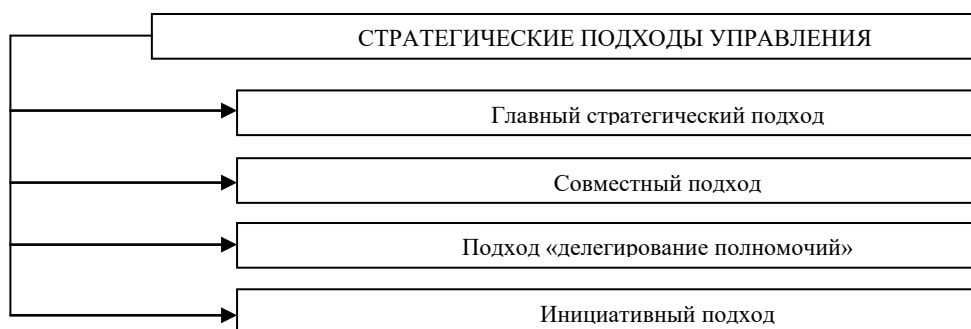 СТРАТЕГИЧЕСКИЕ ПОДХОДЫ УПРАВЛЕНИЯ
Главный стратегический подход
Совместный подход
Подход «делегирование полномочий»
Инициативный подход